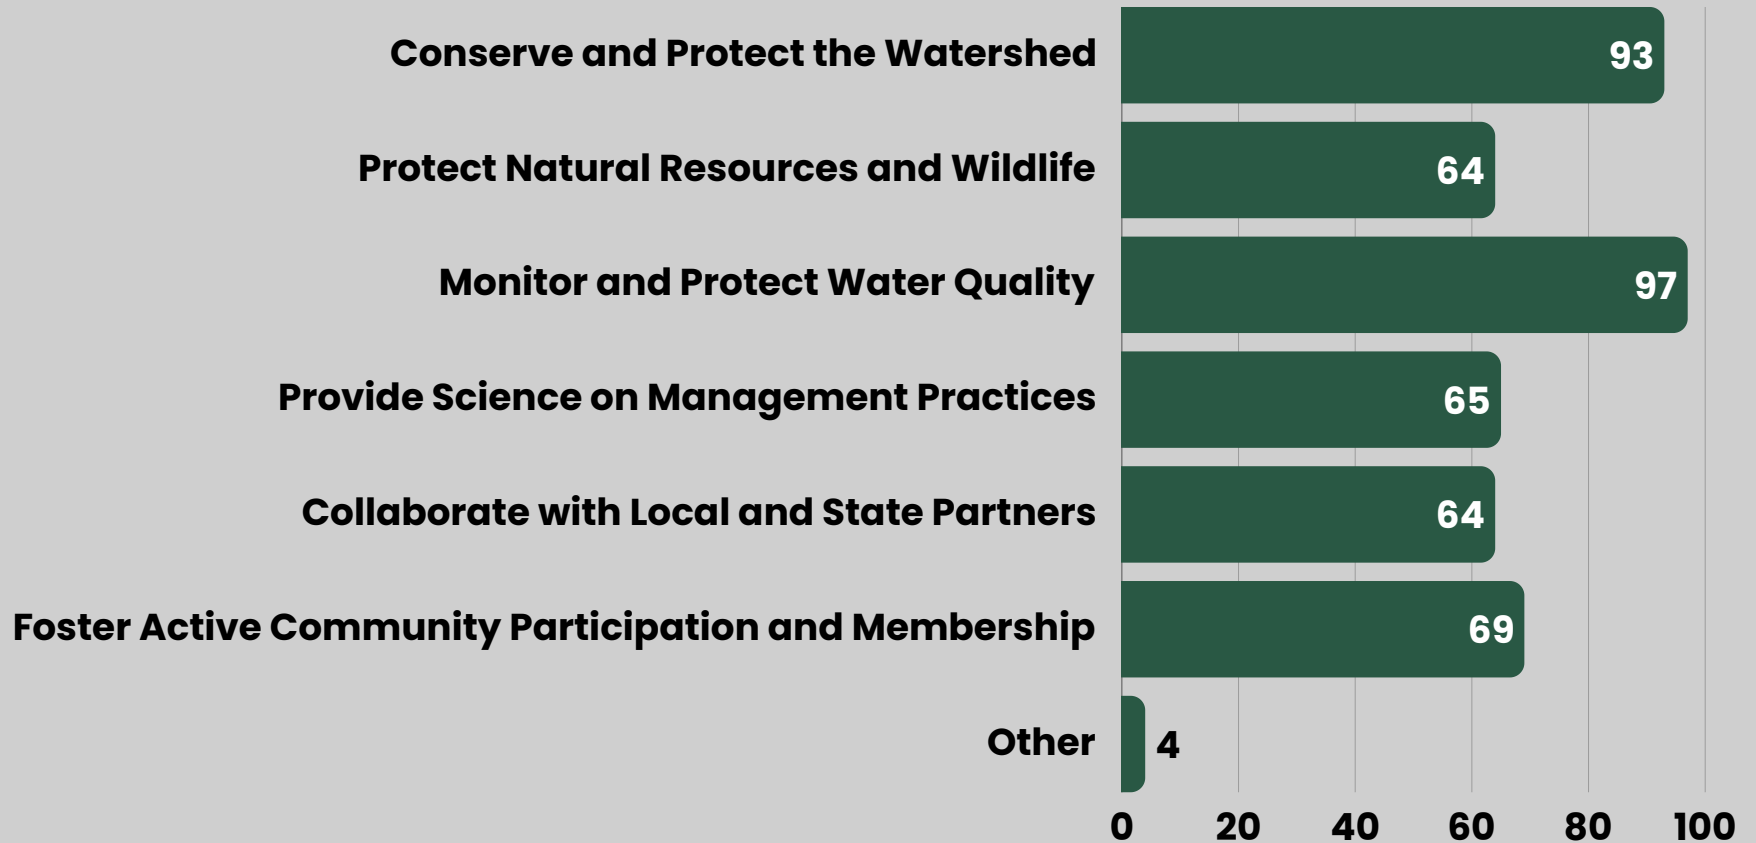 Conserve and Protect the Watershed 93
Protect Natural Resources and Wildlife 64
Monitor and Protect Water Quality 97
Provide Science on Management Practices 65
Collaborate with Local and State Partners 64
Foster Active Community Participation and Membership 69
Other 4
0 20 40 60 80 100